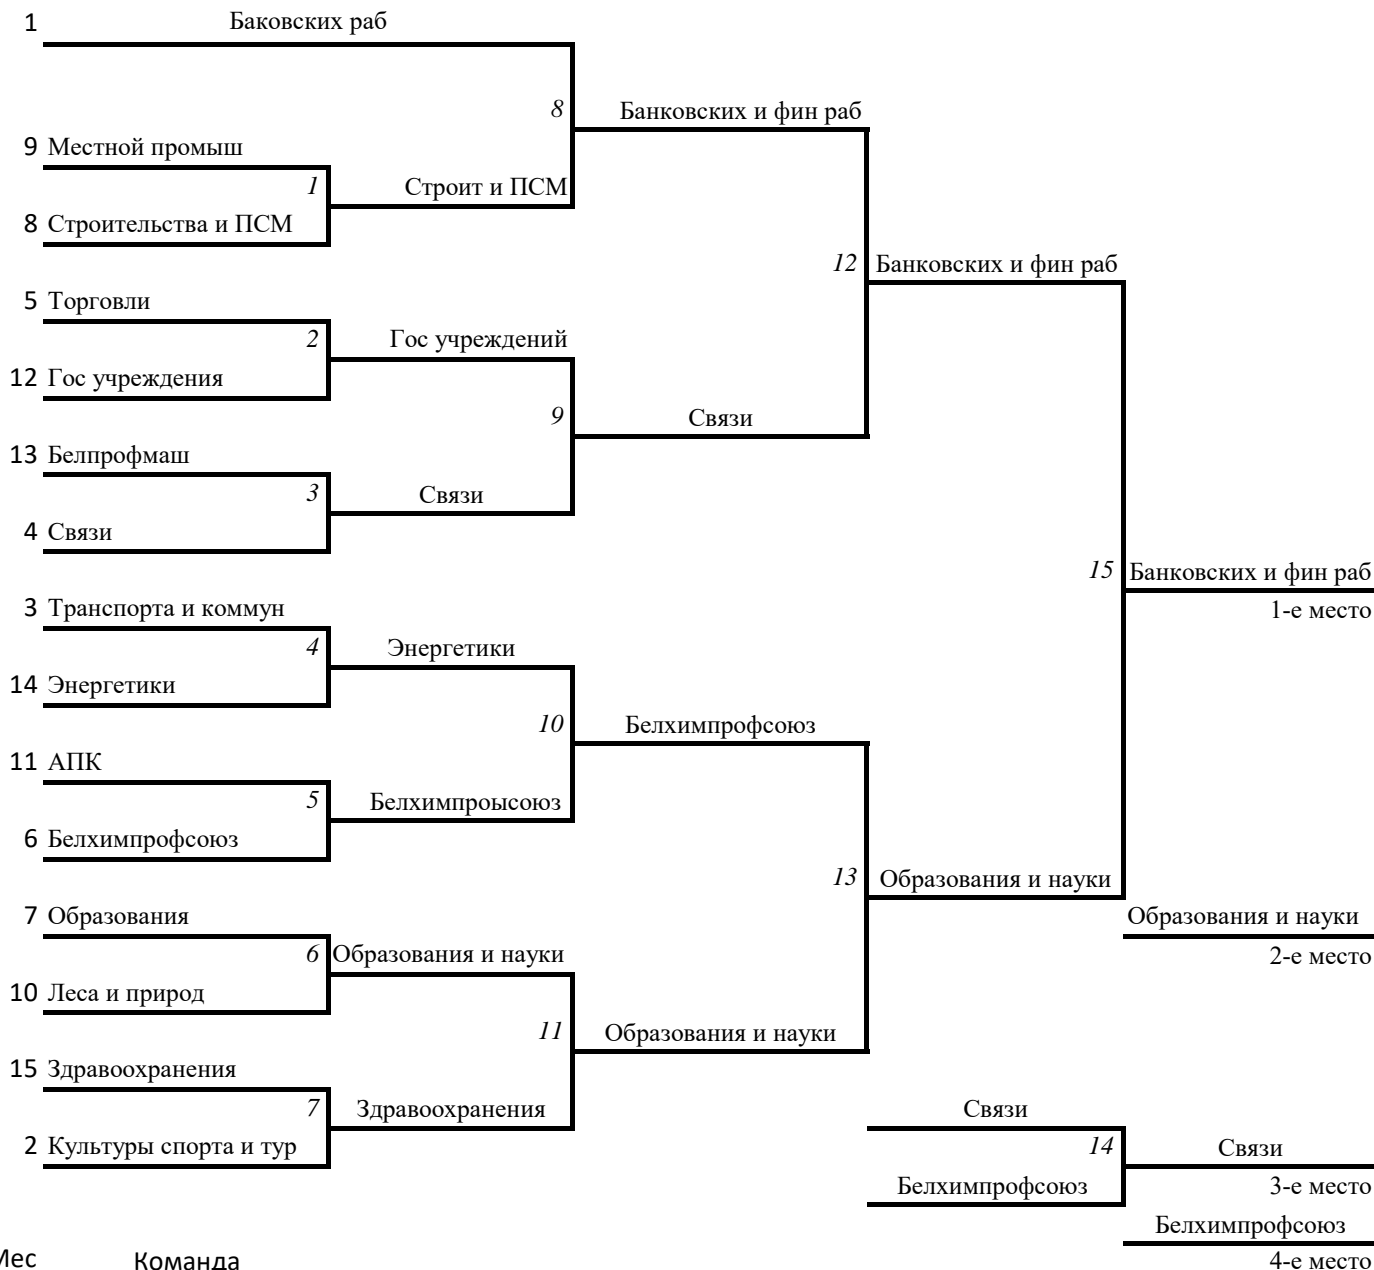 1 Баковских раб
8 Банковских и фин раб
9 Местной промыш
1 Строит и ПСМ
8 Строительства и ПСМ
12 Банковских и фин раб
5 Торговли
2 Гос учреждений
12 Гос учреждения
9 Связи
13 Белпрофмаш
3 Связи
4 Связи
15 Банковских и фин раб
3 Транспорта и коммун
1-е место
4 Энергетики
14 Энергетики
10 Белхимпрофсоюз
11 АПК
5 Белхимпроысоюз
6 Белхимпрофсоюз
13 Образования и науки
7 Образования
Образования и науки
6 Образования и науки
2-е место
10 Леса и природ
11 Образования и науки
15 Здравоохранения
7 Здравоохранения
Связи
2 Культуры спорта и тур
14 Связи
Белхимпрофсоюз
3-е место
Белхимпрофсоюз
Мес Команда
4-е место